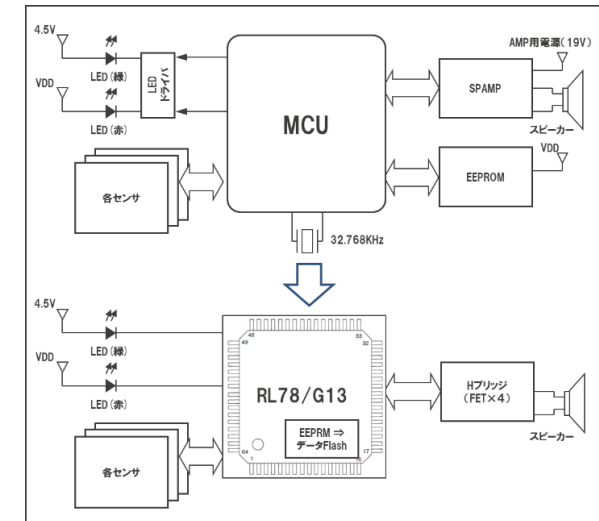 4.5V
LED(緑)
VDD
LED(赤)
LED
ドライバ
MCU
各センサ
32.768KHz
AMP用電源(19V)
SPAMP
スピーカー
VDD
EEPROM
4.5V
LED(緑)
VDD
LED(赤)
各センサ
48
33
49
32
RL78/G13
EEPRM ⇒
データFlash
64
17
1
16
Hブリッジ
(FET×4)
スピーカー